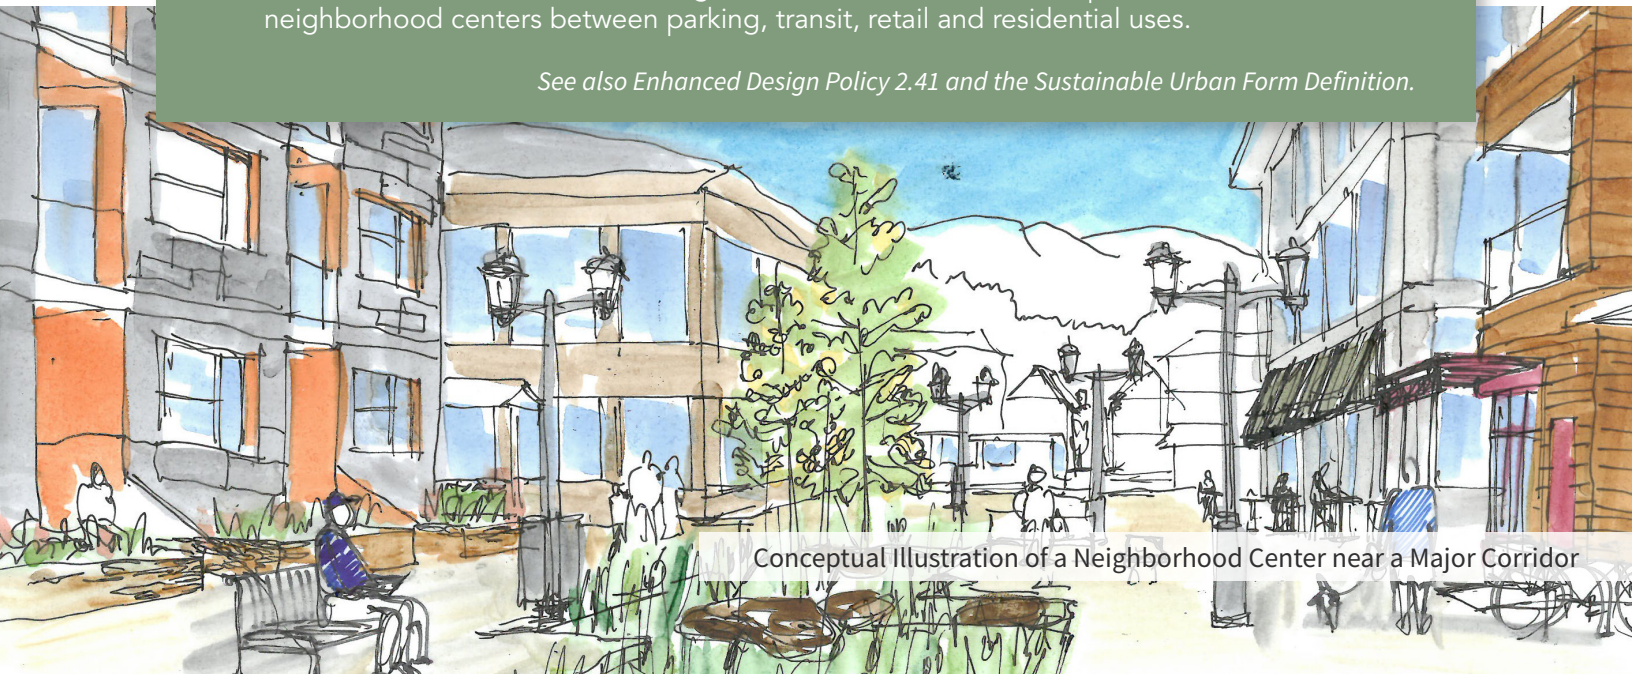 neighborhood centers between parking, transit, retail and residential uses.
See also Enhanced Design Policy 2.41 and the Sustainable Urban Form Definition.
Conceptual Illustration of a Neighborhood Center near a Major Corridor